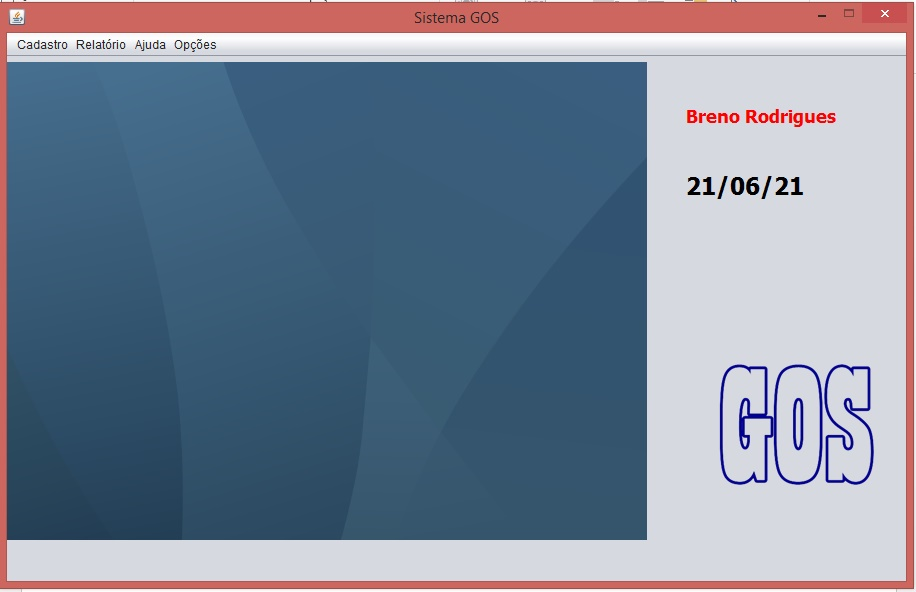 Sistema GOS
Cadastro Relatório Ajuda Opções
Breno Rodrigues
21/06/21
GOS